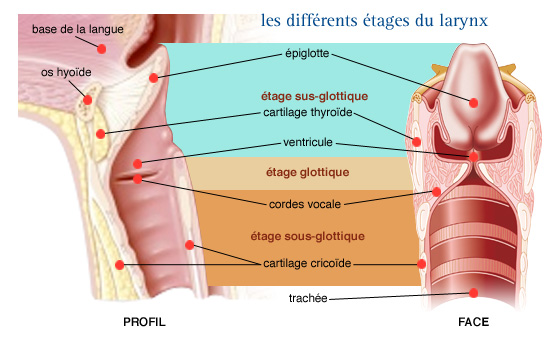 les différents étages du larynx
base de la langue
os hyoïde
épiglotte
étage sus-glottique
cartilage thyroïde
ventricule
étage glottique
cordes vocale
étage sous-glottique
cartilage cricoïde
trachée
PROFIL
FACE